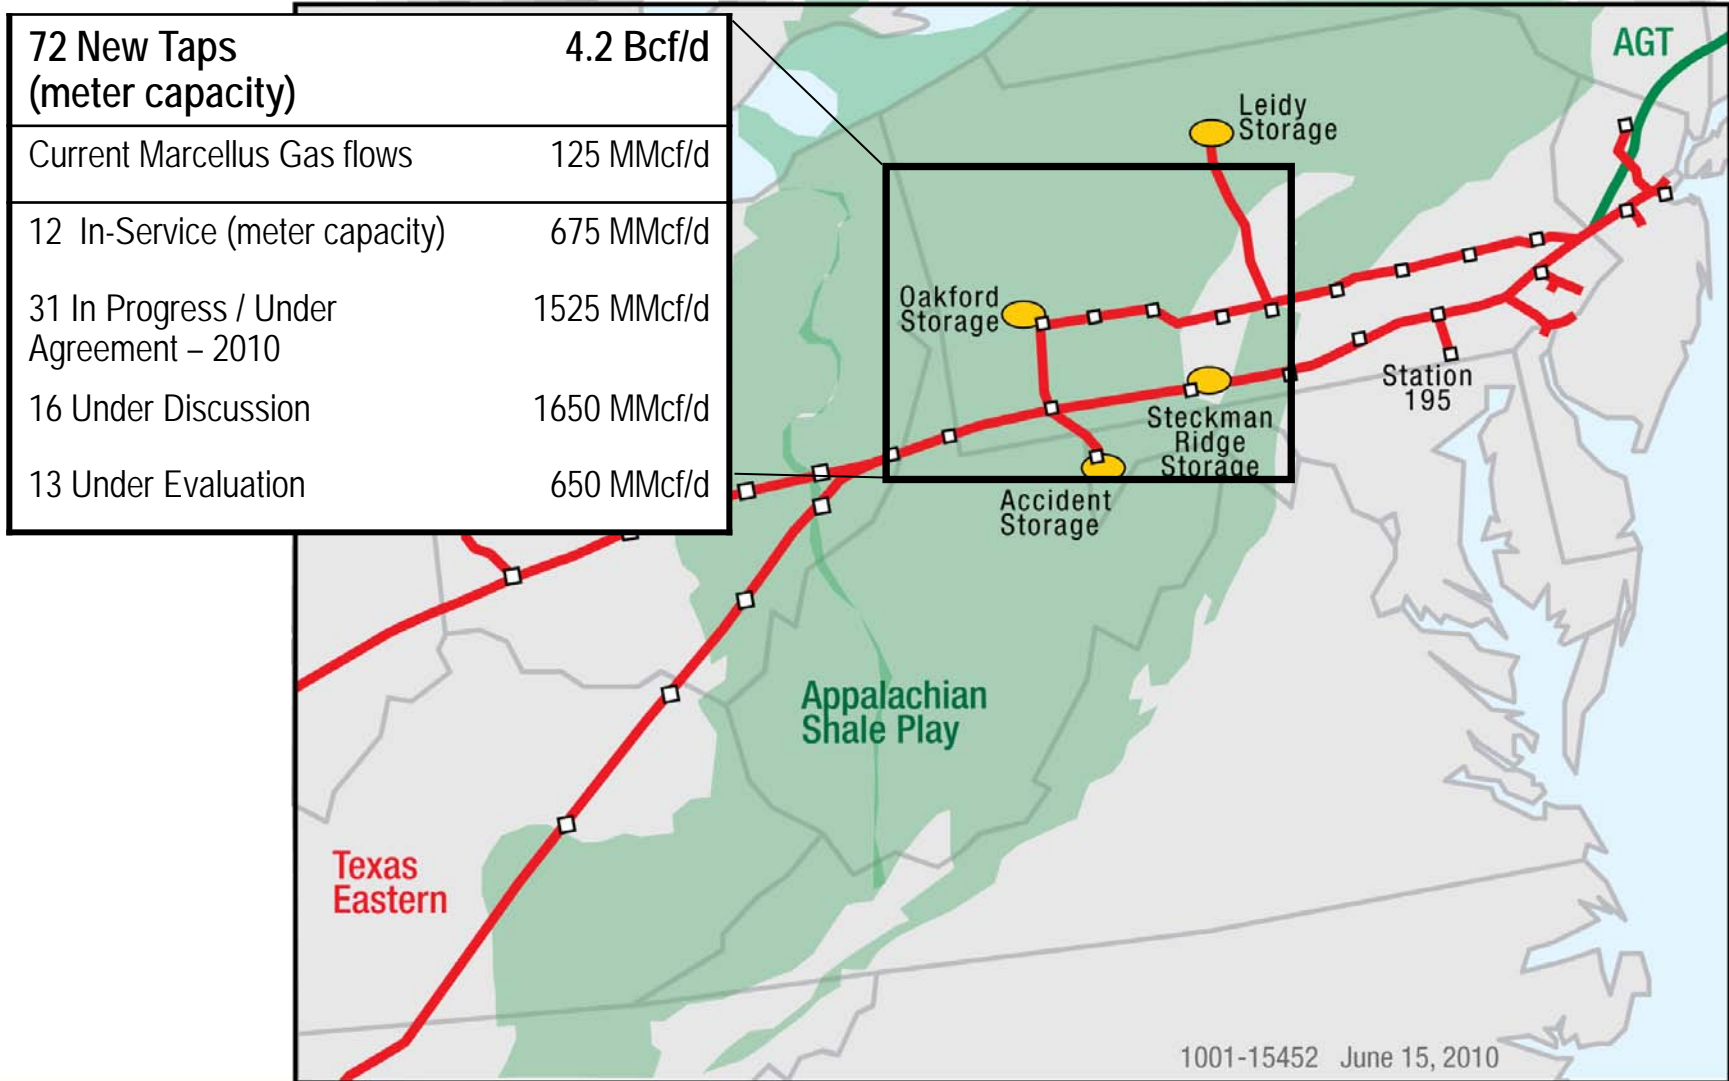 72 New Taps 4.2 Bcf/d
(meter capacity)
Current Marcellus Gas flows 125 MMcf/d
12 In-Service (meter capacity) 675 MMcf/d
31 In Progress / Under 1525 MMcf/d
Agreement – 2010
16 Under Discussion 1650 MMcf/d
13 Under Evaluation 650 MMcf/d
AGT
Leidy
Storage
Oakford
Storage
Station
195
Steckman
Ridge
Storage
Accident
Storage
Appalachian
Shale Play
Texas
Eastern
1001-15452 June 15, 2010